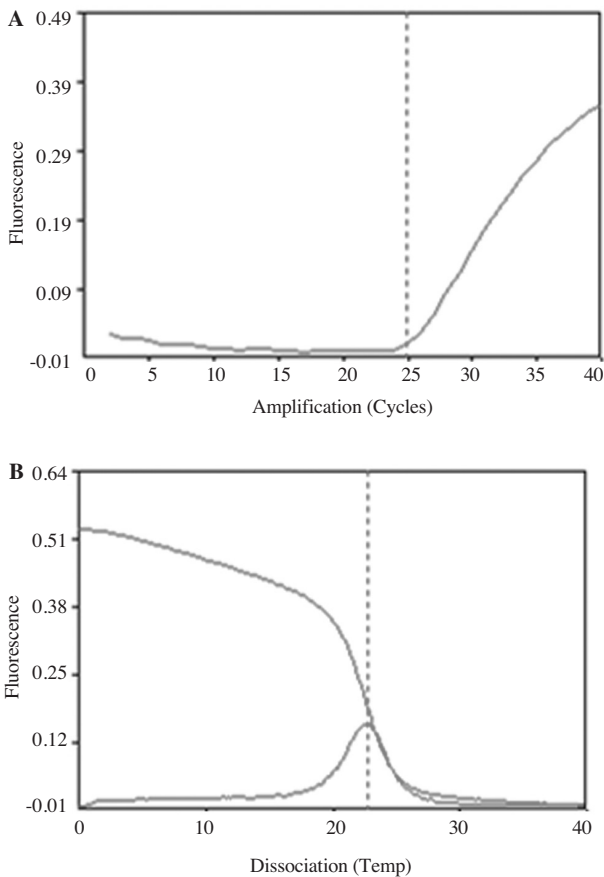 A
0.49
0.39
0.29
0.19
0.09
-0.01
Fluorescence
0 5 10 15 20 25 30 35 40
Amplification (Cycles)
B
0.64
0.51
0.38
0.25
0.12
-0.01
Fluorescence
0 10 20 30 40
Dissociation (Temp)